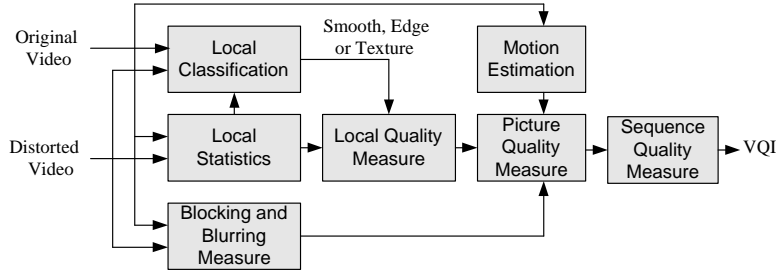 Original
Video
Local
Classification
Smooth, Edge
or Texture
Motion
Estimation
Distorted
Video
Local
Statistics
Local Quality
Measure
Picture
Quality
Measure
Sequence
Quality
Measure
VQI
Blocking and
Blurring
Measure